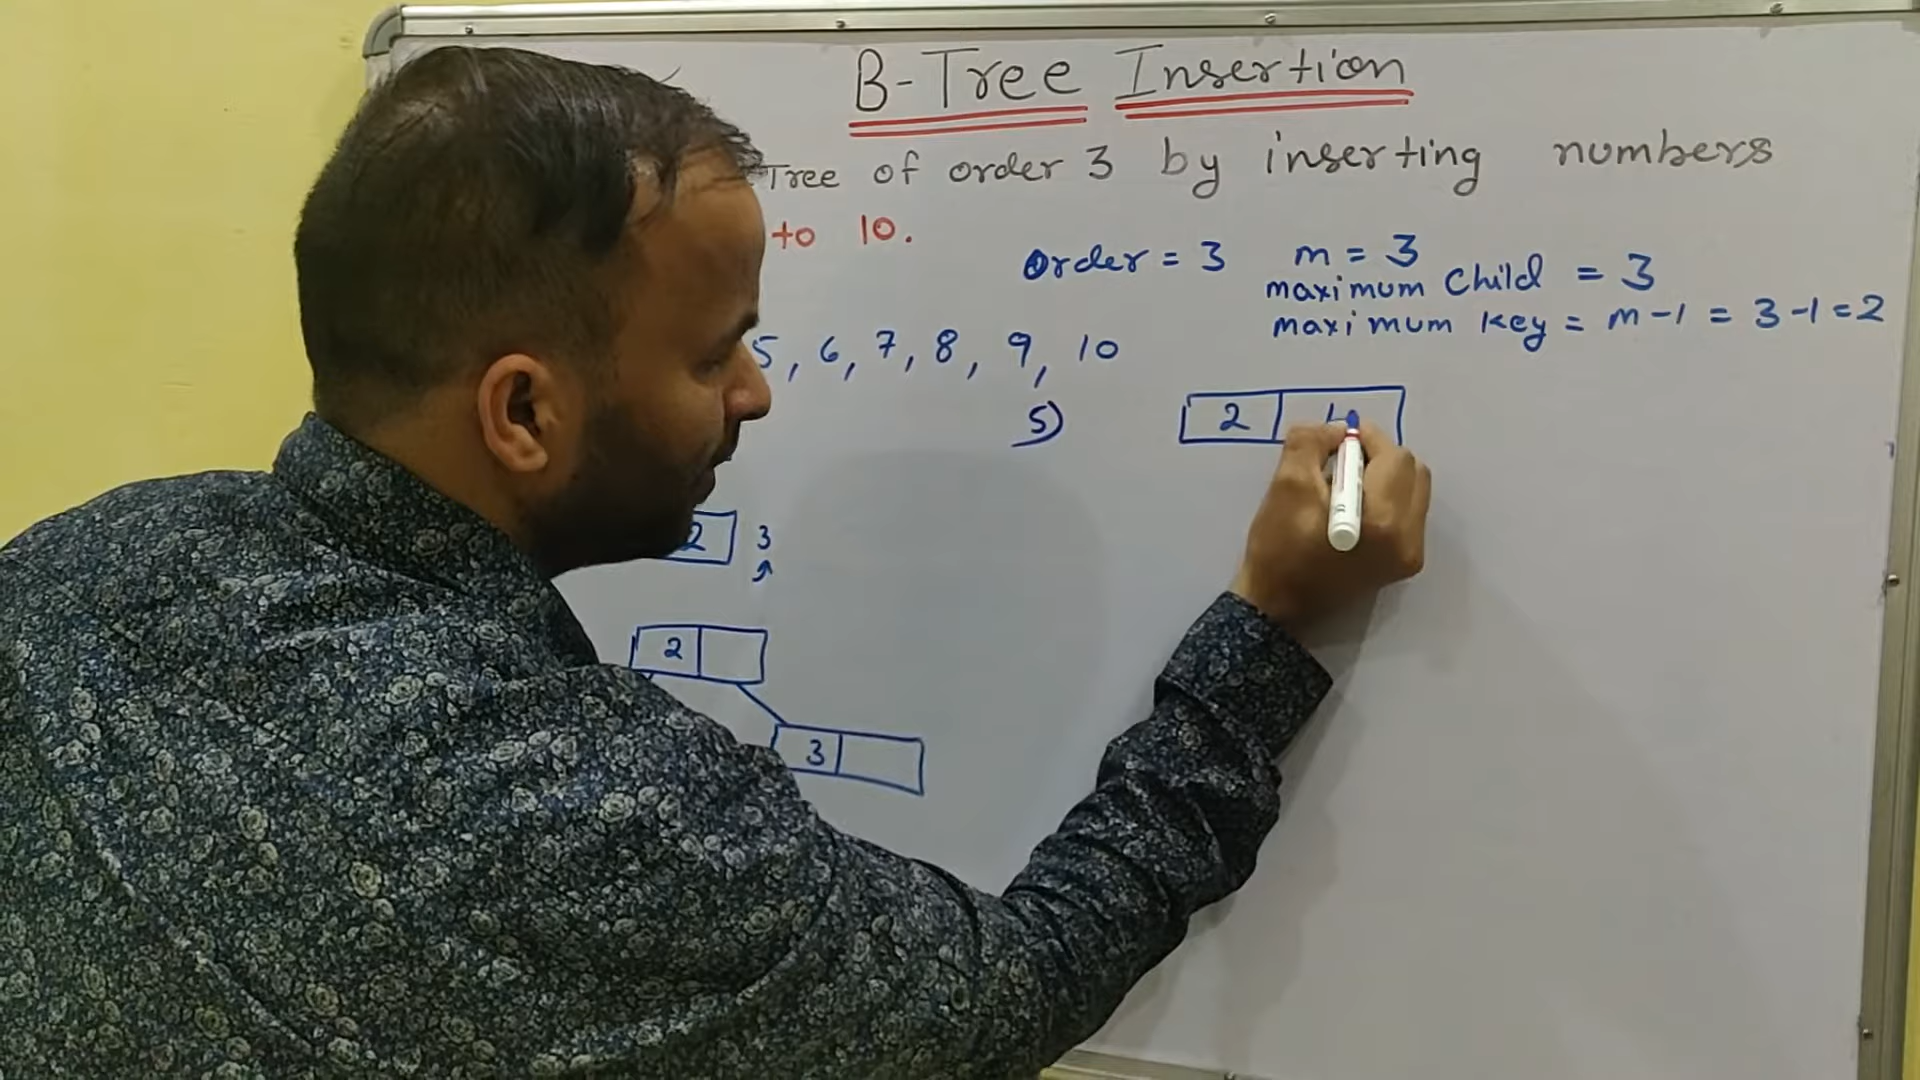 B-Tree Insertion
Tree of order 3 by inserting numbers
to 10.
Order = 3 m = 3
maximum Child = 3
maximum key = m-1 = 3-1=2
5, 6, 7, 8, 9, 10
5)
2 4
2 3
2
3